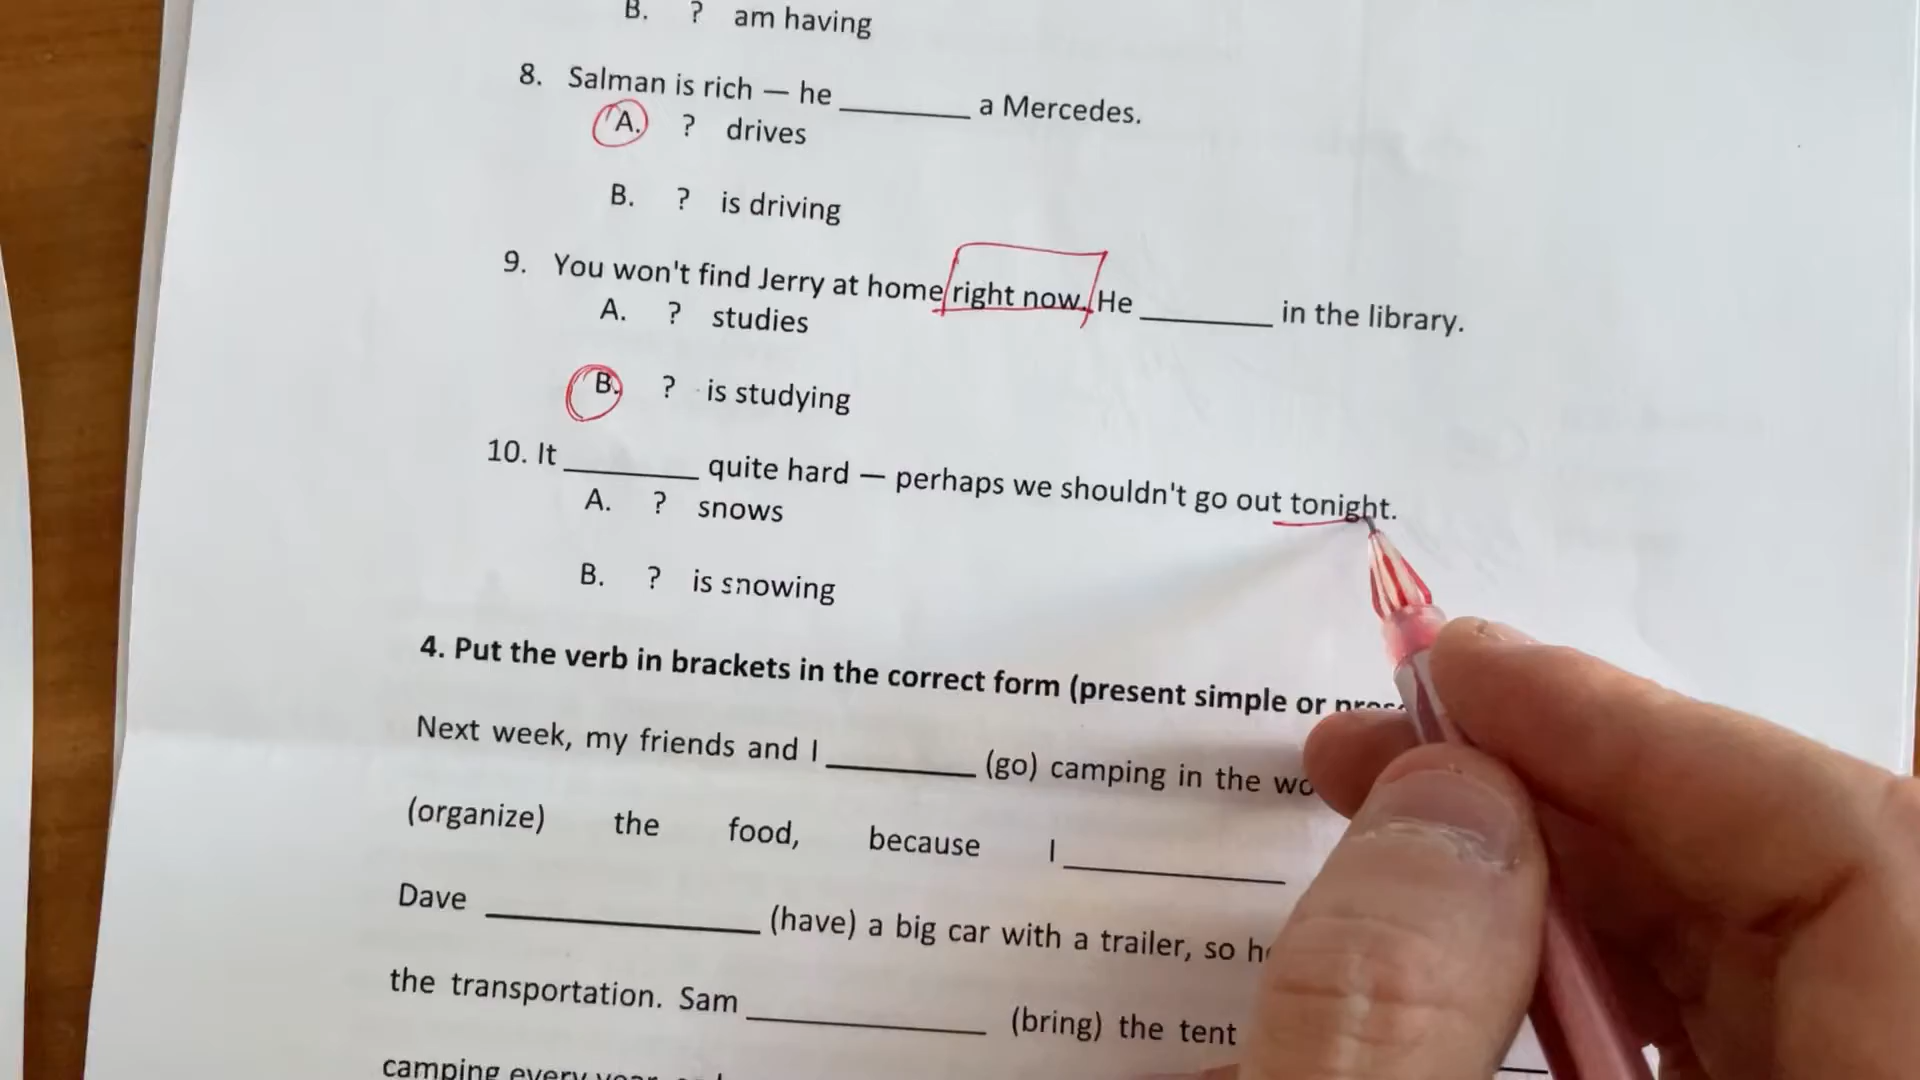 B. ? am having
8. Salman is rich — he ________ a Mercedes.
A. ? drives
B. ? is driving
9. You won't find Jerry at home right now. He ________ in the library.
A. ? studies
B. ? is studying
10. It ________ quite hard — perhaps we shouldn't go out tonight.
A. ? snows
B. ? is snowing
4. Put the verb in brackets in the correct form (present simple or
Next week, my friends and I ________ (go) camping in the
(organize) the food, because I ________
Dave ________ (have) a big car with a trailer, so
the transportation. Sam ________ (bring) the tent
camping every year